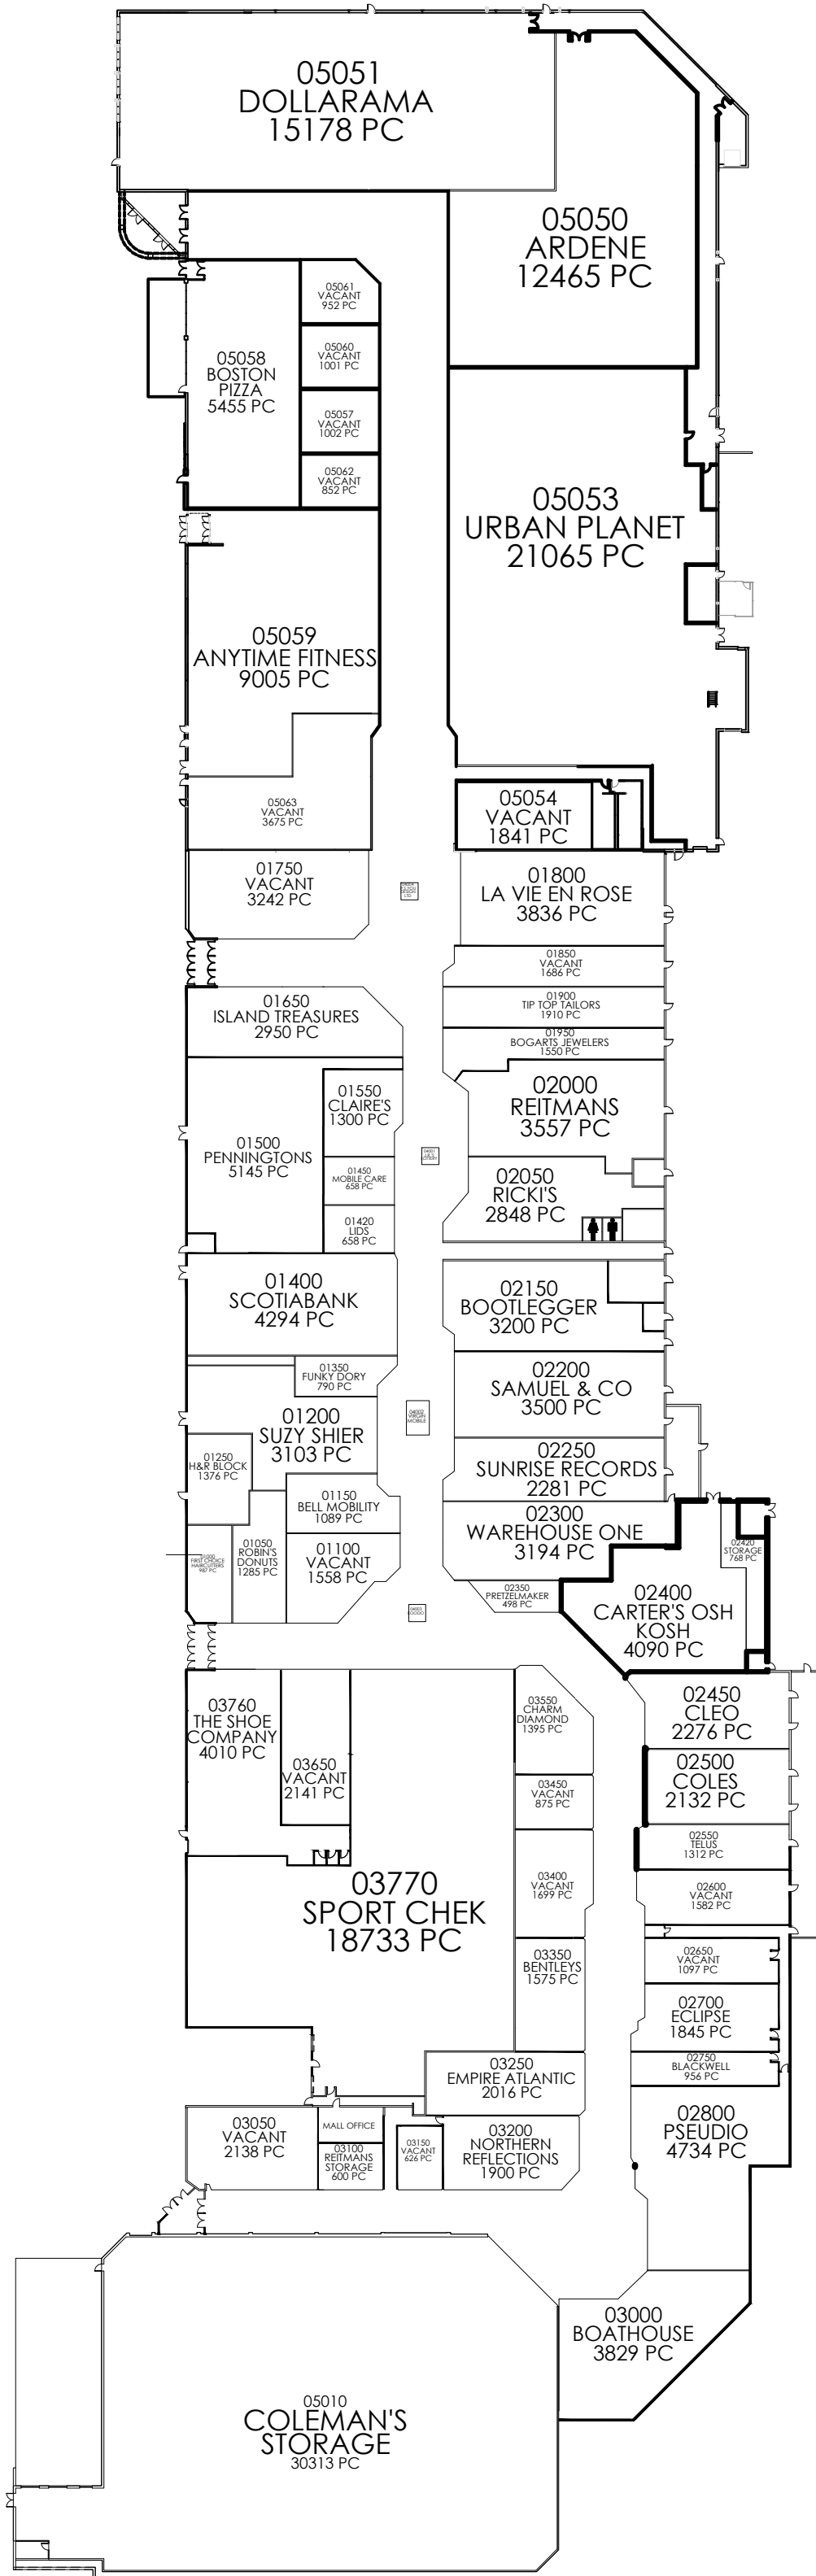 05051
DOLLARAMA
15178 PC
05050
ARDENE
12465 PC
05061
VACANT
952 PC
05060
VACANT
1001 PC
05058
BOSTON
PIZZA
5455 PC
05057
VACANT
1002 PC
05062
VACANT
852 PC
05053
URBAN PLANET
21065 PC
05059
ANYTIME FITNESS
9005 PC
05063
VACANT
3675 PC
05054
VACANT
1841 PC
01750
VACANT
3242 PC
01800
LA VIE EN ROSE
3836 PC
01850
VACANT
1686 PC
01650
ISLAND TREASURES
2950 PC
01900
TIP TOP TAILORS
1910 PC
01950
BOGARTS JEWELERS
1550 PC
01550
CLAIRE'S
1300 PC
02000
REITMANS
3557 PC
01500
PENNINGTONS
5145 PC
01450
MOBILE CARE
658 PC
02050
RICKI'S
2848 PC
01420
LIDS
658 PC
01400
SCOTIABANK
4294 PC
02150
BOOTLEGGER
3200 PC
01350
FUNKY DORY
790 PC
02200
SAMUEL & CO
3500 PC
01200
SUZY SHIER
3103 PC
04002
VIRGIN
MOBILE
01250
H&R BLOCK
1376 PC
02250
SUNRISE RECORDS
2281 PC
01150
BELL MOBILITY
1089 PC
02300
WAREHOUSE ONE
3194 PC
01050
ROBIN'S
DONUTS
1285 PC
01100
VACANT
1558 PC
FIRST CHOICE
HAIRCUTTERS
987 PC
02420
STORAGE
768 PC
02350
PRETZELMAKER
498 PC
02400
CARTER'S OSH
KOSH
4090 PC
03760
THE SHOE
COMPANY
4010 PC
03550
CHARM
DIAMOND
1395 PC
02450
CLEO
2276 PC
03650
VACANT
2141 PC
02500
COLES
2132 PC
03450
VACANT
875 PC
02550
TELUS
1312 PC
03770
SPORT CHEK
18733 PC
03400
VACANT
1699 PC
02600
VACANT
1582 PC
03350
BENTLEYS
1575 PC
02650
VACANT
1097 PC
02700
ECLIPSE
1845 PC
03250
EMPIRE ATLANTIC
2016 PC
02750
BLACKWELL
956 PC
03050
VACANT
2138 PC
MALL OFFICE
03100
REITMANS
STORAGE
600 PC
03150
VACANT
626 PC
03200
NORTHERN
REFLECTIONS
1900 PC
02800
PSEUDIO
4734 PC
03000
BOATHOUSE
3829 PC
05010
COLEMAN'S
STORAGE
30313 PC